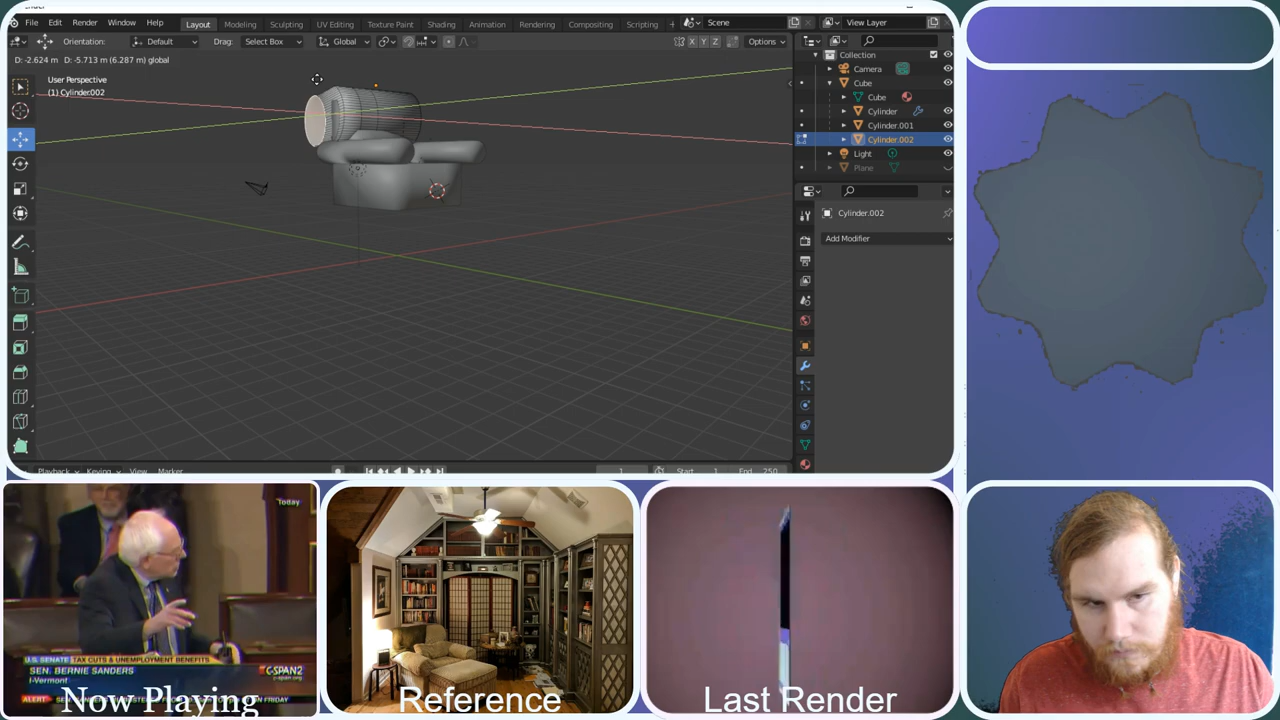 File Edit Render Window Help Layout Modeling Sculpting UV Editing Texture Paint Shading Animation Rendering Compositing Scripting Scene View Layer
Orientation: Default Drag: Select Box Global X Y Z Options
D: -2.624 m D: -5.713 m (6.287 m) global
User Perspective
(1) Cylinder.002
Collection
Camera
Cube
Cube
Cylinder
Cylinder.001
Cylinder.002
Light
Plane
Cylinder.002
Add Modifier
Playback Keying View Marker 1 Start 1 End 250
Today
U.S. SENATE TAX CUTS & UNEMPLOYMENT BENEFITS
SEN. BERNIE SANDERS
I-Vermont
C-SPAN2
c-span.org
ALERT
Now Playing
Reference
Last Render